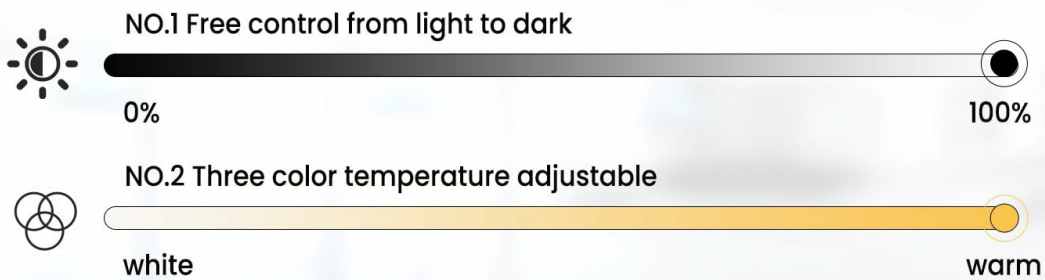 NO.1 Free control from light to dark
0% 100%
NO.2 Three color temperature adjustable
white warm